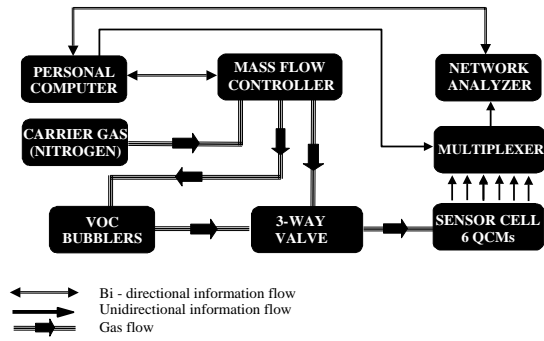 PERSONAL
COMPUTER
MASS FLOW
CONTROLLER
NETWORK
ANALYZER
CARRIER GAS
(NITROGEN)
MULTIPLEXER
VOC
BUBBLERS
3-WAY
VALVE
SENSOR CELL
6 QCMs
Bi - directional information flow
Unidirectional information flow
Gas flow